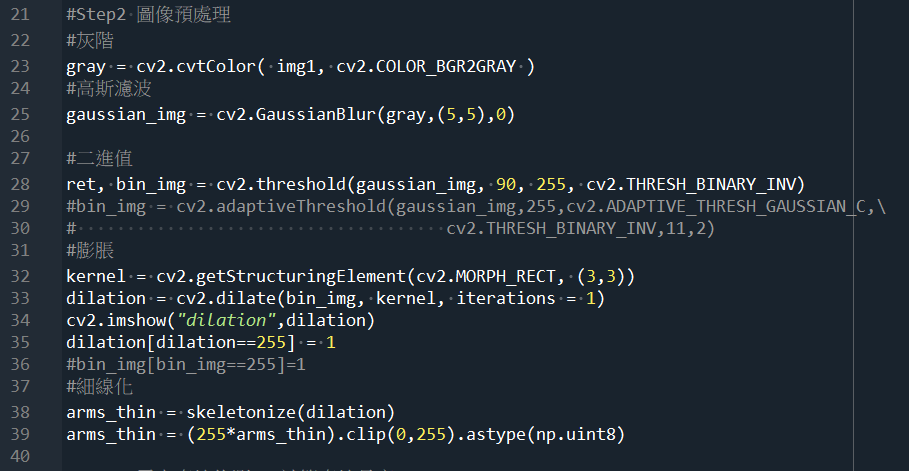 21 #Step2 圖像預處理
22 #灰階
23 gray = cv2.cvtColor( img1, cv2.COLOR_BGR2GRAY )
24 #高斯濾波
25 gaussian_img = cv2.GaussianBlur(gray,(5,5),0)
26
27 #二進值
28 ret, bin_img = cv2.threshold(gaussian_img, 90, 255, cv2.THRESH_BINARY_INV)
29 #bin_img = cv2.adaptiveThreshold(gaussian_img,255,cv2.ADAPTIVE_THRESH_GAUSSIAN_C,\
30 #                                     cv2.THRESH_BINARY_INV,11,2)
31 #膨脹
32 kernel = cv2.getStructuringElement(cv2.MORPH_RECT, (3,3))
33 dilation = cv2.dilate(bin_img, kernel, iterations = 1)
34 cv2.imshow("dilation",dilation)
35 dilation[dilation==255] = 1
36 #bin_img[bin_img==255]=1
37 #細線化
38 arms_thin = skeletonize(dilation)
39 arms_thin = (255*arms_thin).clip(0,255).astype(np.uint8)
40